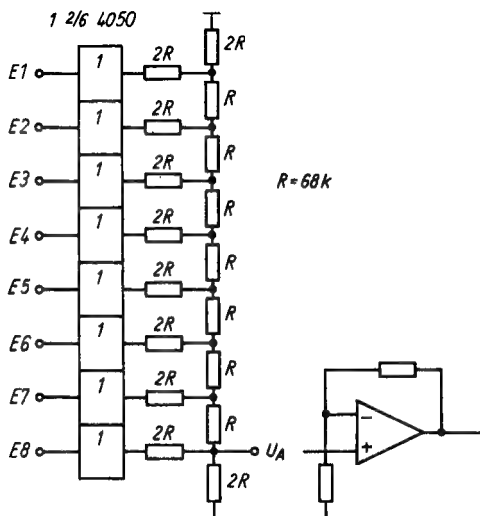 1 2/6 4050
2R
E1 1 2R
R
E2 1 2R
R
E3 1 2R
R = 68k
R
E4 1 2R
R
E5 1 2R
R
E6 1 2R
R
E7 1 2R
R
E8 1 2R
U_A
2R
−
+